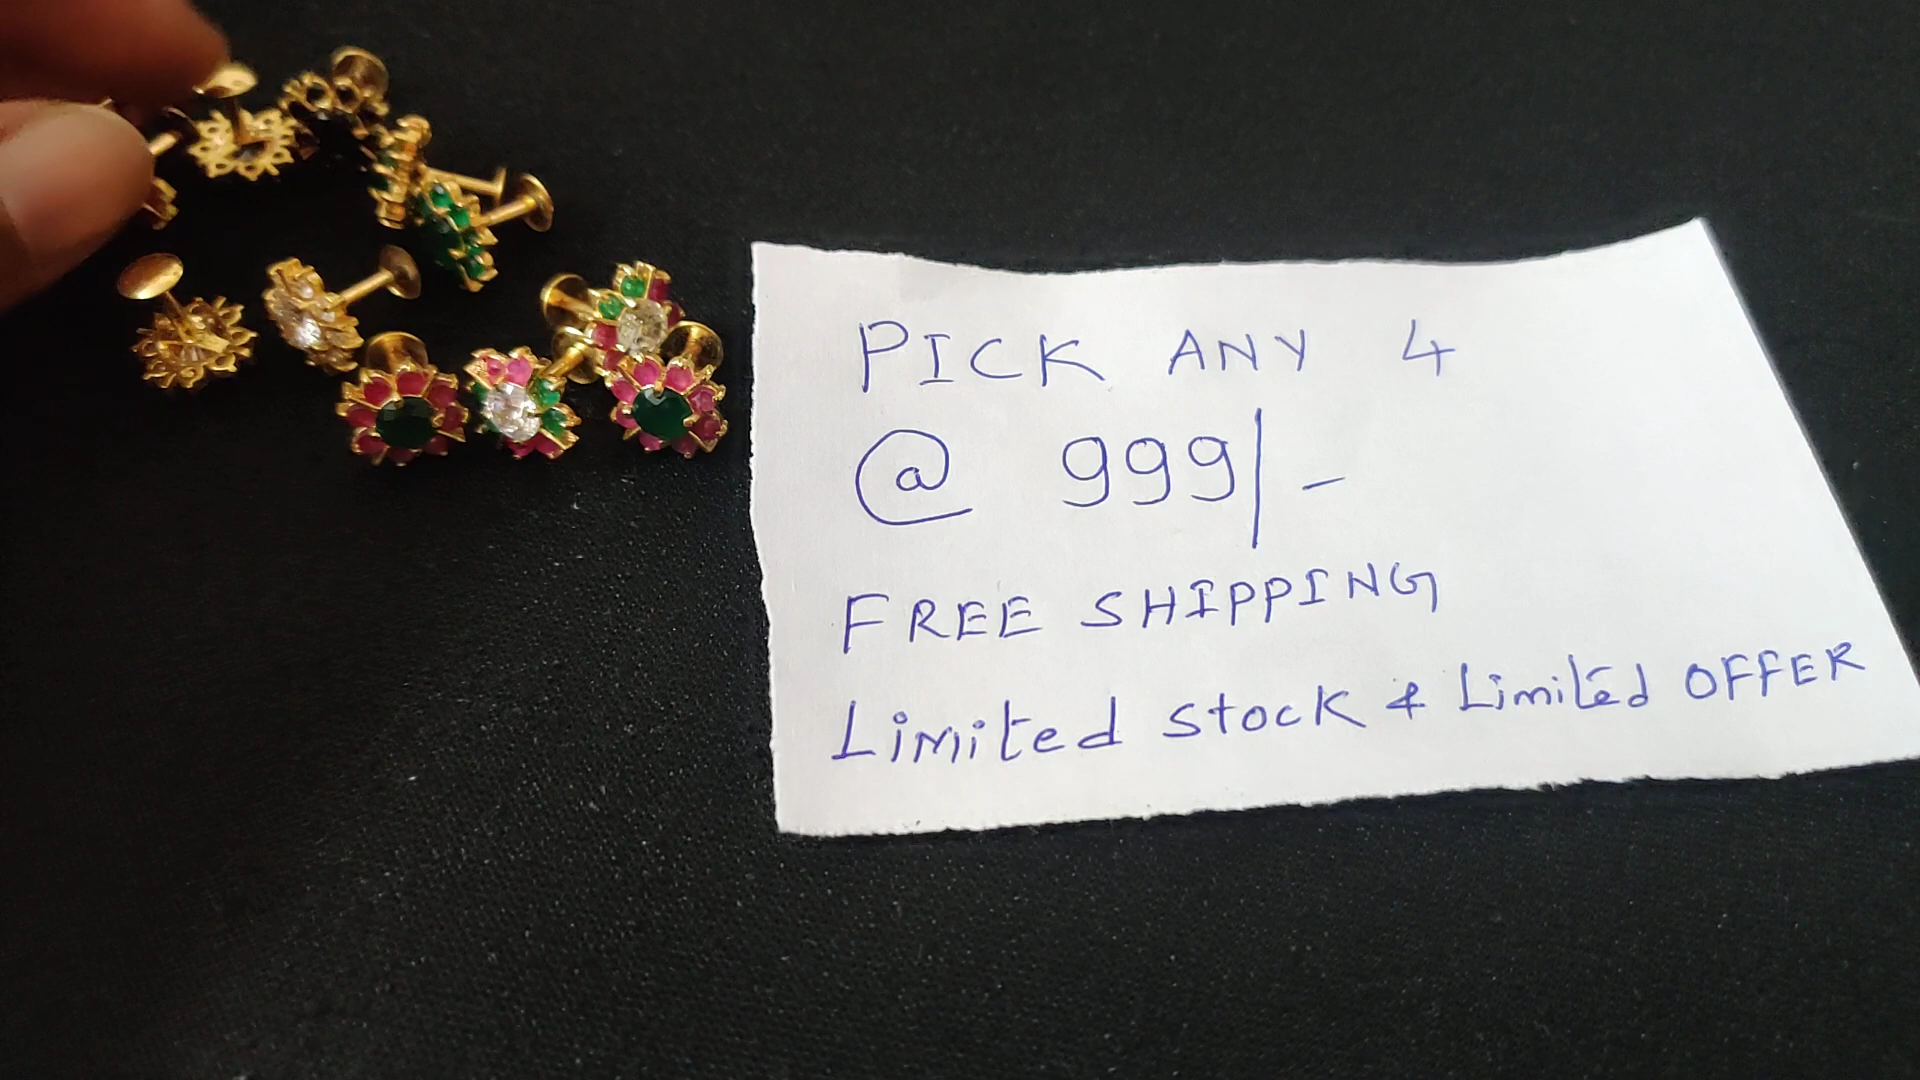 PICK ANY 4
@ 999/-
FREE SHIPPING
Limited stock & Limited OFFER